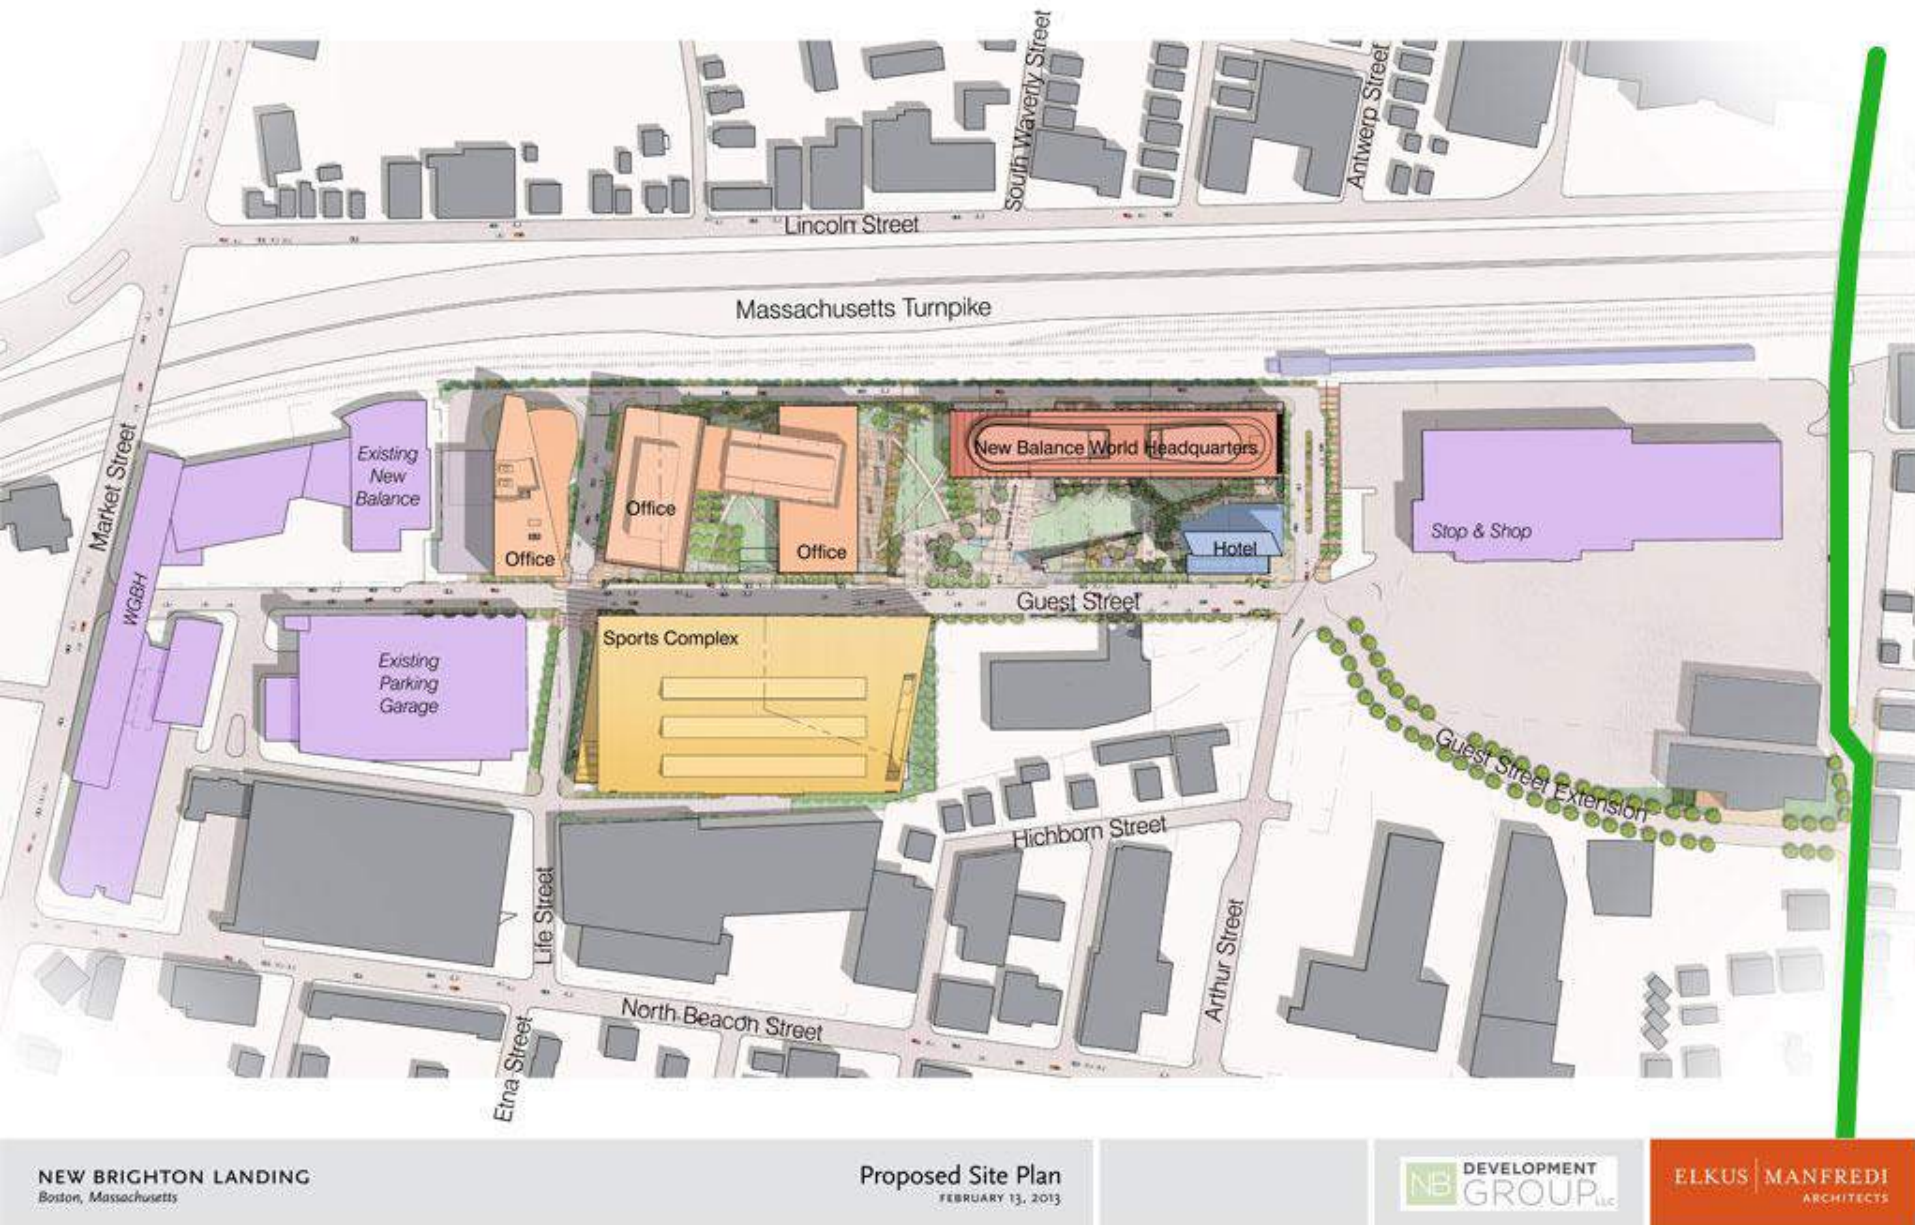 South Waverly Street
Antwerp Street
Lincoln Street
Massachusetts Turnpike
Market Street
Existing
New
Balance
New Balance World Headquarters
Office
Office
Office
Hotel
Stop & Shop
WGBH
Guest Street
Sports Complex
Existing
Parking
Garage
Guest Street Extension
Hichborn Street
Life Street
Arthur Street
North Beacon Street
Etna Street
NEW BRIGHTON LANDING
Boston, Massachusetts
Proposed Site Plan
FEBRUARY 13, 2013
NB
DEVELOPMENT
GROUP LLC
ELKUS | MANFREDI
ARCHITECTS